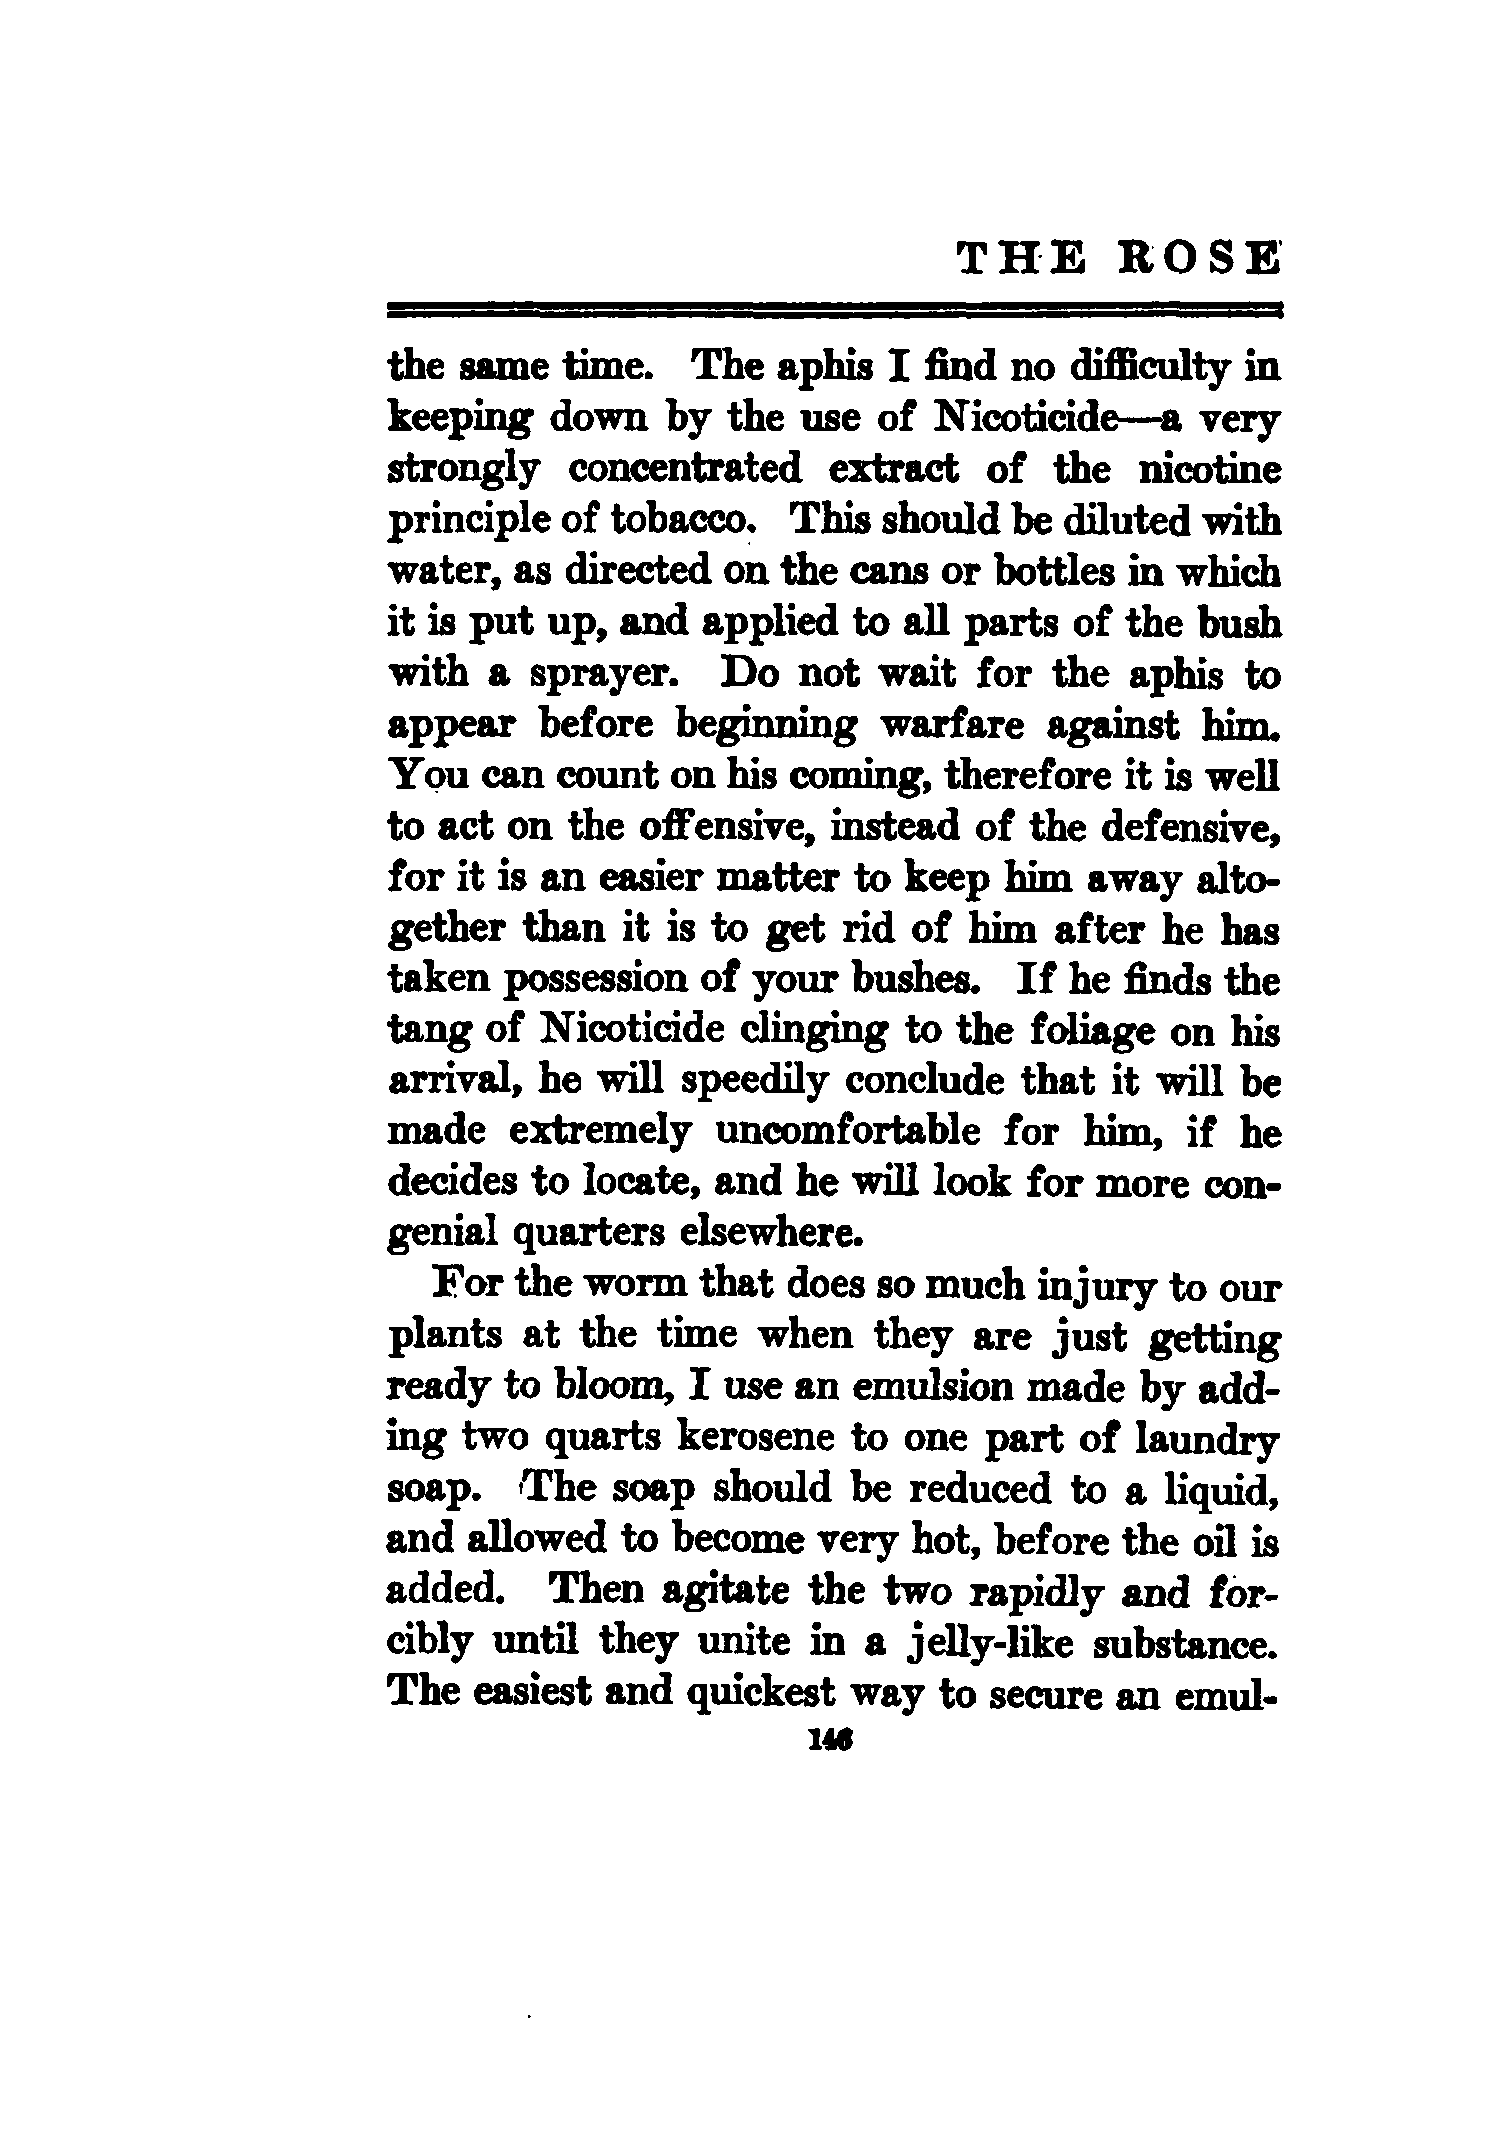 THE ROSE
the same time. The aphis I find no difficulty in
keeping down by the use of Nicoticide—a very
strongly concentrated extract of the nicotine
principle of tobacco. This should be diluted with
water, as directed on the cans or bottles in which
it is put up, and applied to all parts of the bush
with a sprayer. Do not wait for the aphis to
appear before beginning warfare against him.
You can count on his coming, therefore it is well
to act on the offensive, instead of the defensive,
for it is an easier matter to keep him away alto-
gether than it is to get rid of him after he has
taken possession of your bushes. If he finds the
tang of Nicoticide clinging to the foliage on his
arrival, he will speedily conclude that it will be
made extremely uncomfortable for him, if he
decides to locate, and he will look for more con-
genial quarters elsewhere.
For the worm that does so much injury to our
plants at the time when they are just getting
ready to bloom, I use an emulsion made by add-
ing two quarts kerosene to one part of laundry
soap. The soap should be reduced to a liquid,
and allowed to become very hot, before the oil is
added. Then agitate the two rapidly and for-
cibly until they unite in a jelly-like substance.
The easiest and quickest way to secure an emul-
146